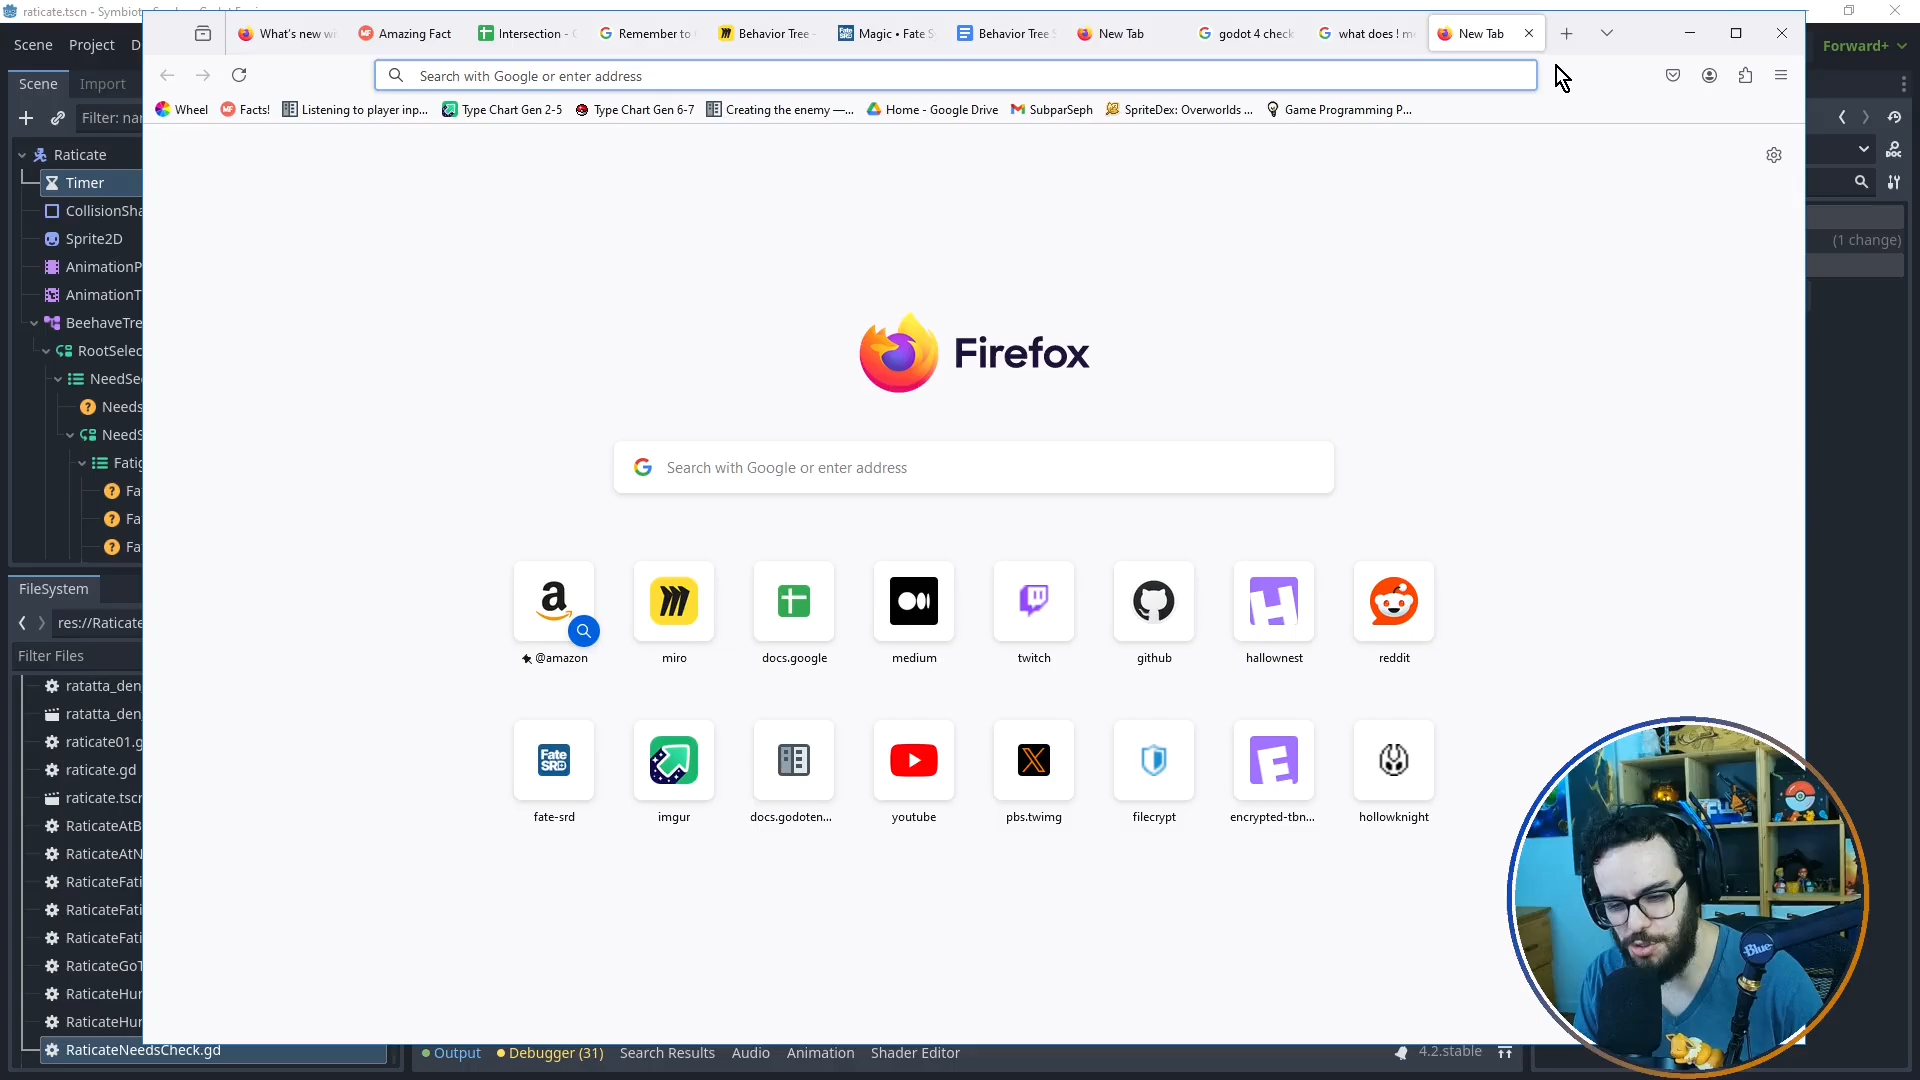 raticate.tscn - Symbiot
Scene Project D
Forward+
What's new w
Amazing Fact
Intersection -
Remember to
Behavior Tree -
Magic • Fate S
Behavior Tree
New Tab
godot 4 check
what does ! m
New Tab
Search with Google or enter address
Wheel
Facts!
Listening to player inp...
Type Chart Gen 2-5
Type Chart Gen 6-7
Creating the enemy —...
Home - Google Drive
SubparSeph
SpriteDex: Overworlds ...
Game Programming P...
Scene Import
Filter: nar
Raticate
Timer
CollisionSha
Sprite2D
AnimationP
AnimationT
BeehaveTre
RootSelec
NeedSe
Needs
NeedS
Fatig
Fa
Fa
Fa
DOC
(1 change)
Firefox
Search with Google or enter address
@amazon
miro
docs.google
medium
twitch
github
hallownest
reddit
Fate SRD
fate-srd
imgur
docs.godoten...
youtube
pbs.twimg
filecrypt
encrypted-tbn...
hollowknight
FileSystem
res://Raticate
Filter Files
ratatta_den
ratatta_den
raticate01.g
raticate.gd
raticate.tscn
RaticateAtB
RaticateAtN
RaticateFati
RaticateFati
RaticateFati
RaticateGoT
RaticateHun
RaticateHun
RaticateNeedsCheck.gd
Output
Debugger (31)
Search Results
Audio
Animation
Shader Editor
4.2.stable
Blue